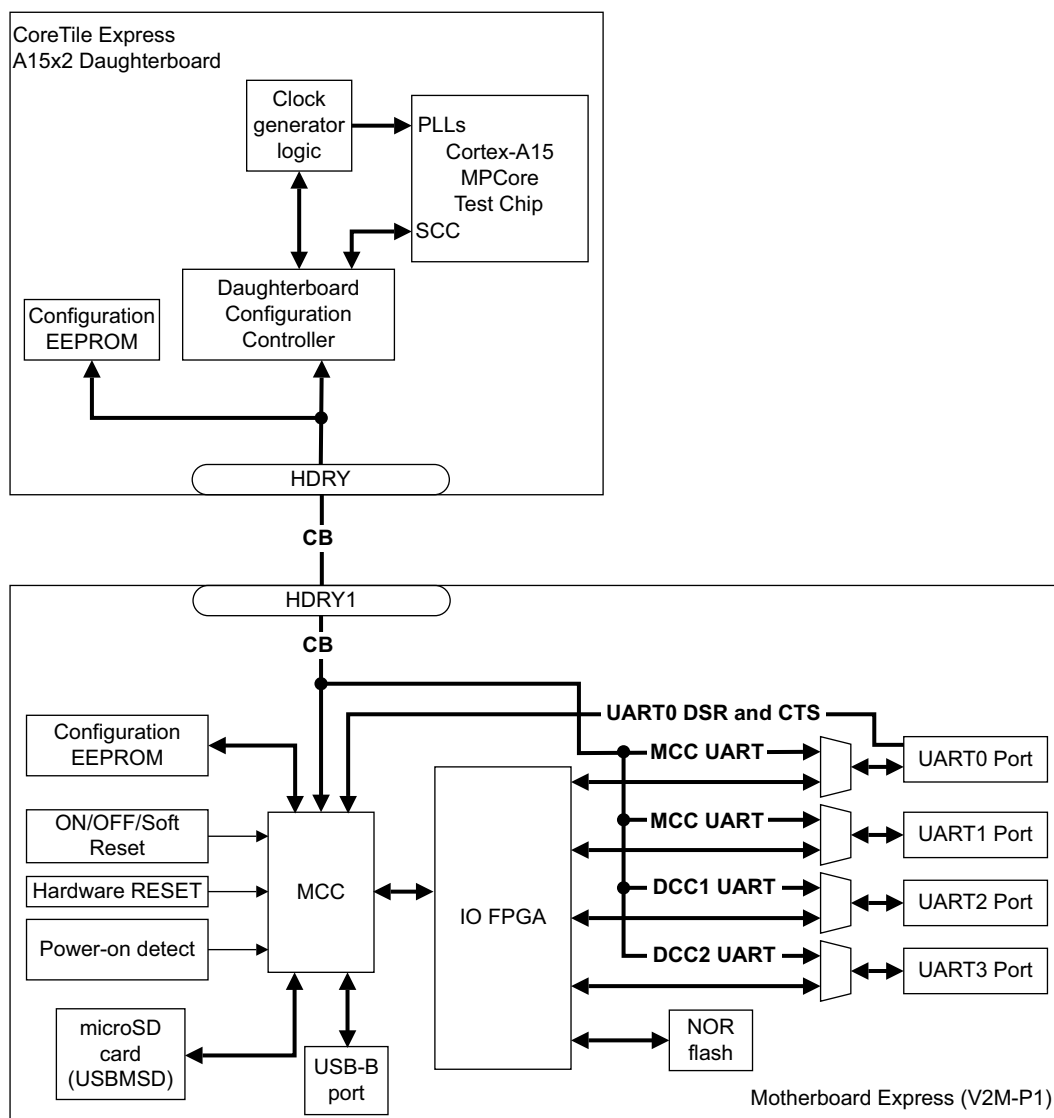 CoreTile Express
A15x2 Daughterboard
Clock
generator
logic
PLLs
Cortex-A15
MPCore
Test Chip
SCC
Daughterboard
Configuration
Controller
Configuration
EEPROM
HDRY
CB
HDRY1
CB
Configuration
EEPROM
UART0 DSR and CTS
MCC UART
UART0 Port
ON/OFF/Soft
Reset
MCC UART
UART1 Port
Hardware RESET
MCC
IO FPGA
DCC1 UART
UART2 Port
Power-on detect
DCC2 UART
UART3 Port
microSD
card
(USBMSD)
USB-B
port
NOR
flash
Motherboard Express (V2M-P1)